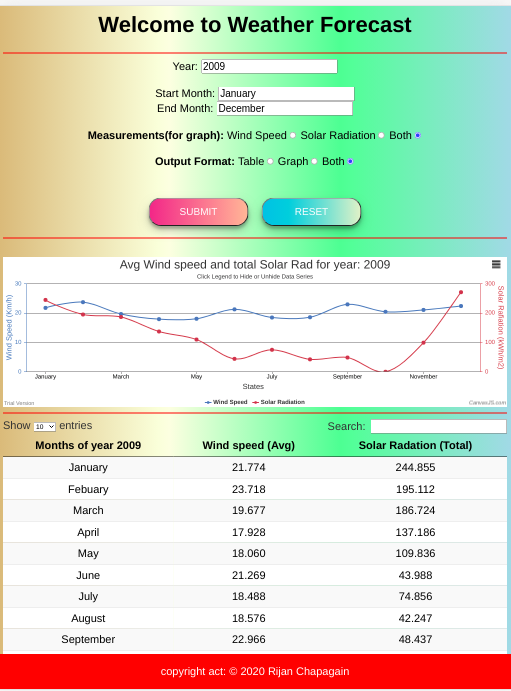 Welcome to Weather Forecast
Year: 2009
Start Month: January
End Month: December
Measurements(for graph): Wind Speed Solar Radiation Both
Output Format: Table Graph Both
SUBMIT RESET
Avg Wind speed and total Solar Rad for year: 2009
Click Legend to Hide or Unhide Data Series
30 300
20 200
10 100
0 0
Wind Speed (Km/h)
Solar Radiation (KWh/m2)
January March May July September November
States
Wind Speed Solar Radiation
Trial Version CanvasJS.com
Show 10 entries Search:
Months of year 2009 Wind speed (Avg) Solar Radation (Total)
January 21.774 244.855
Febuary 23.718 195.112
March 19.677 186.724
April 17.928 137.186
May 18.060 109.836
June 21.269 43.988
July 18.488 74.856
August 18.576 42.247
September 22.966 48.437
copyright act: © 2020 Rijan Chapagain